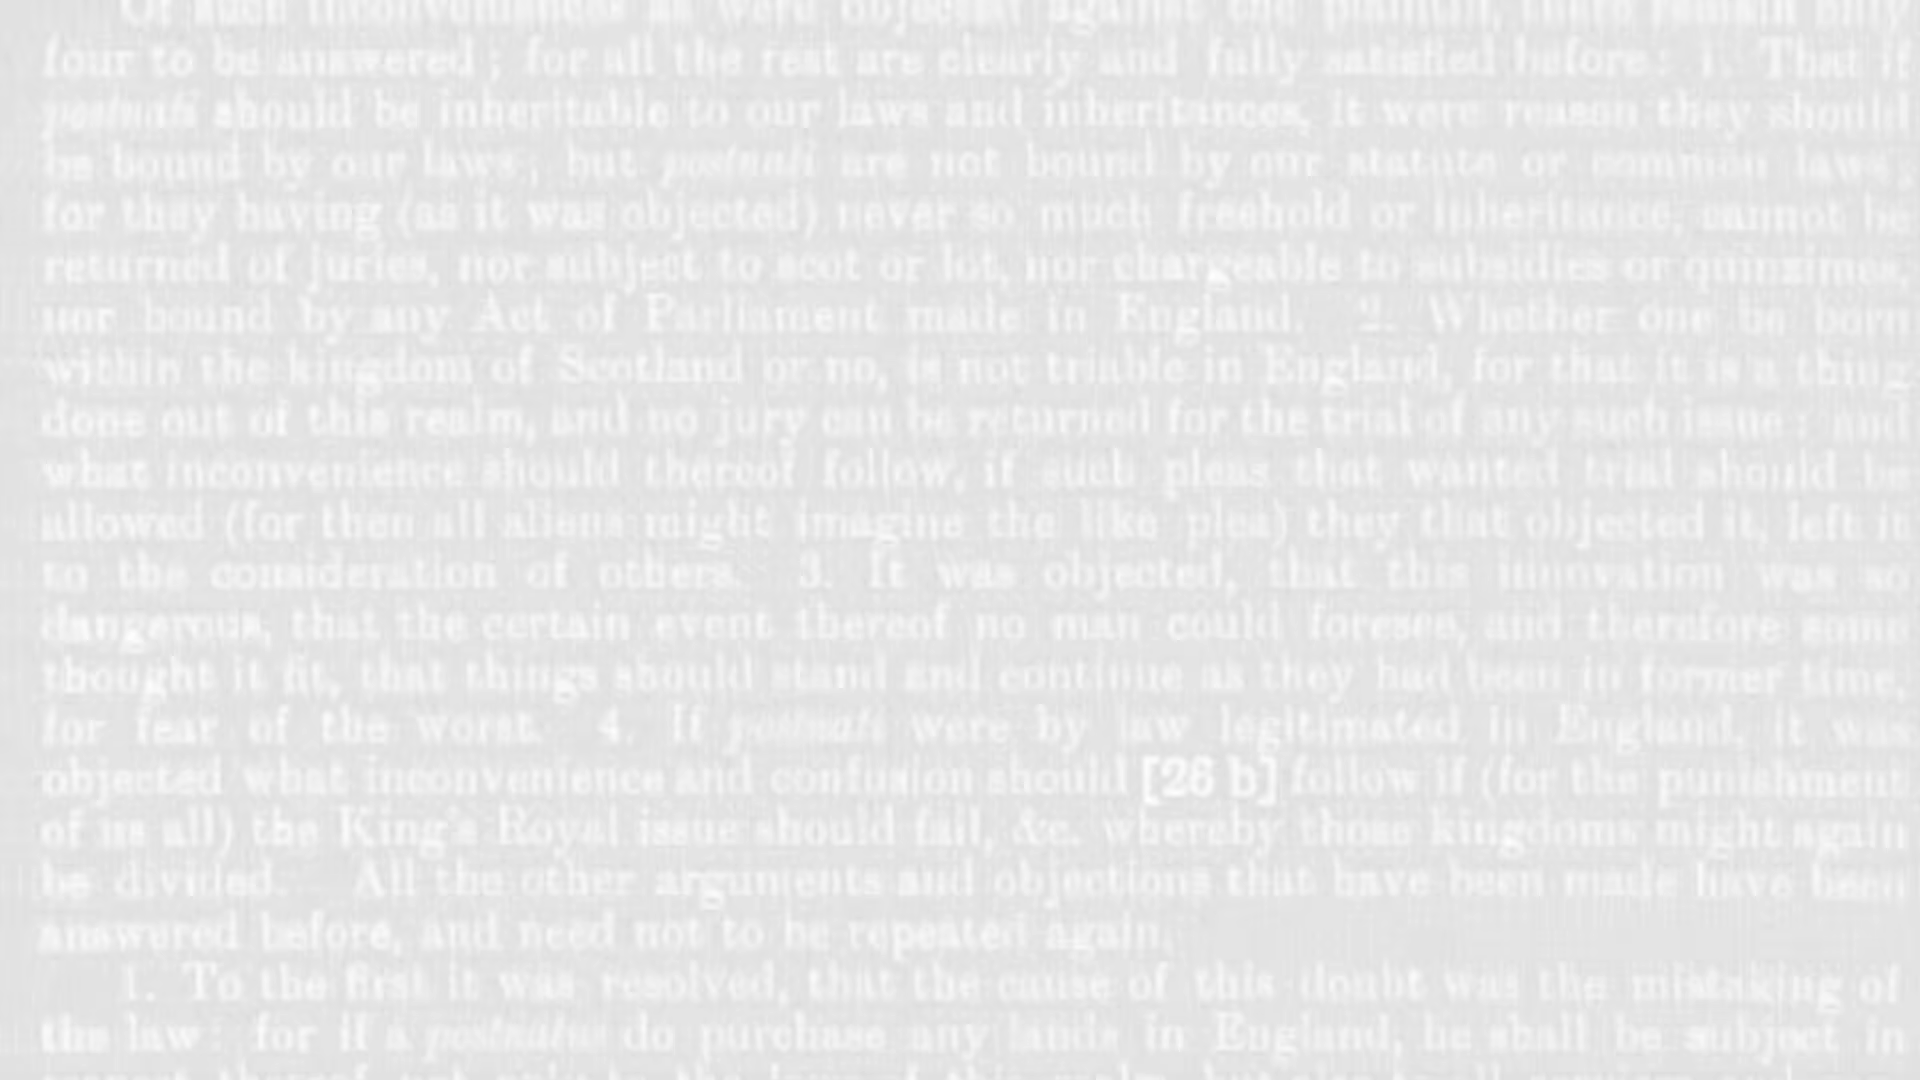 Of such inconveniences as were objected against the plaintiff, there remain only
four to be answered; for all the rest are clearly and fully satisfied before: 1. That if
postnati should be inheritable to our laws and inheritances, it were reason they should
be bound by our laws; but postnati are not bound by our statute or common laws;
for they having (as it was objected) never so much freehold or inheritance, cannot be
returned of juries, nor subject to scot or lot, nor chargeable to subsidies or quinzimes,
nor bound by any Act of Parliament made in England. 2. Whether one be born
within the kingdom of Scotland or no, is not triable in England, for that it is a thing
done out of this realm, and no jury can be returned for the trial of any such issue: and
what inconvenience should thereof follow, if such pleas that wanted trial should be
allowed (for then all aliens might imagine the like plea) they that objected it, left it
to the consideration of others. 3. It was objected, that this innovation was so
dangerous, that the certain event thereof no man could foresee, and therefore some
thought it fit, that things should stand and continue as they had been in former time,
for fear of the worst. 4. If postnati were by law legitimated in England, it was
objected what inconvenience and confusion should [26 b] follow if (for the punishment
of us all) the King's Royal issue should fail, &c. whereby those kingdoms might again
be divided. All the other arguments and objections that have been made have been
answered before, and need not to be repeated again.
1. To the first it was resolved, that the cause of this doubt was the mistaking of
the law: for if a postnatus do purchase any lands in England, he shall be subject in